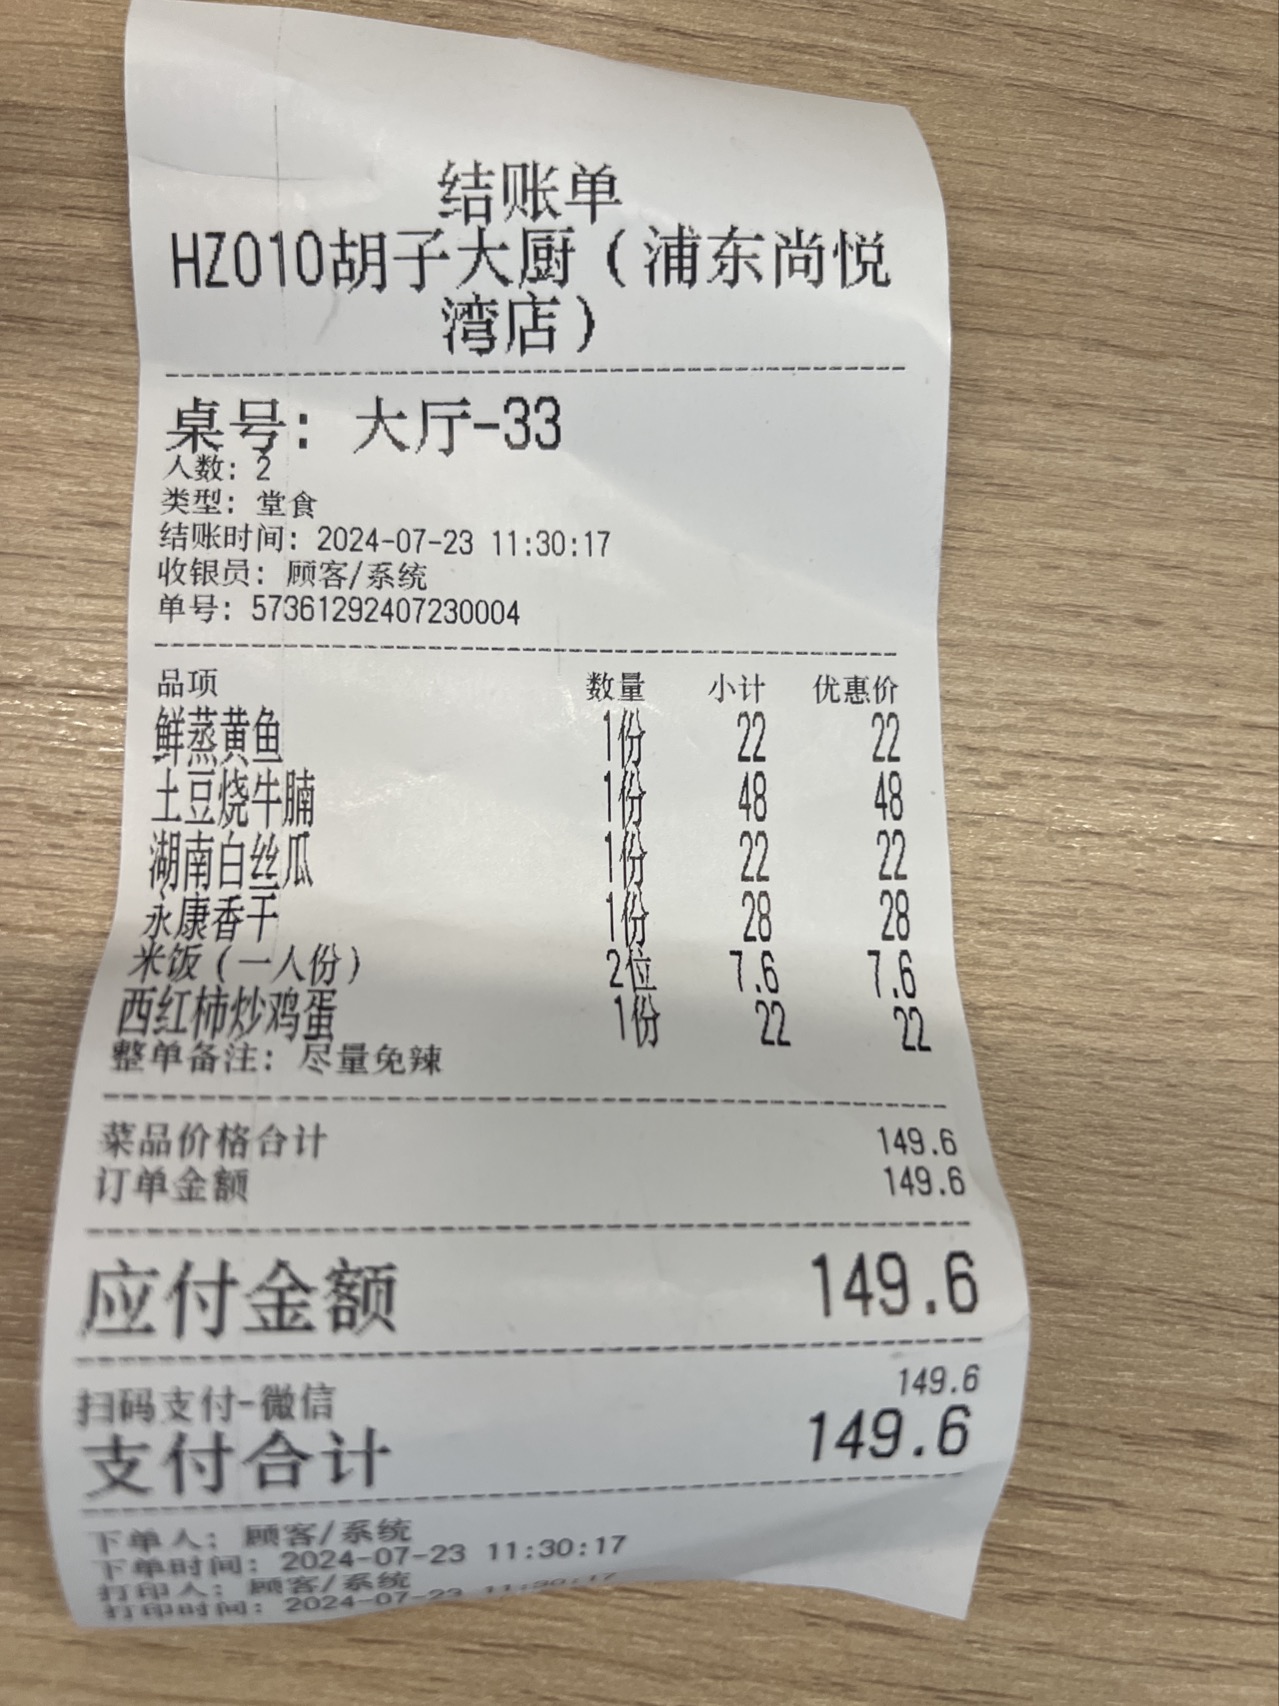 结账单
HZ010胡子大厨（浦东尚悦
湾店）
桌号：大厅-33
人数：2
类型：堂食
结账时间：2024-07-23 11:30:17
收银员：顾客/系统
单号：57361292407230004
品项 数量 小计 优惠价
鲜蒸黄鱼 1份 22 22
土豆烧牛腩 1份 48 48
湖南白丝瓜 1份 22 22
永康香干 1份 28 28
米饭（一人份） 2位 7.6 7.6
西红柿炒鸡蛋 1份 22 22
整单备注：尽量免辣
菜品价格合计 149.6
订单金额 149.6
应付金额 149.6
扫码支付-微信 149.6
支付合计 149.6
下单人：顾客/系统
下单时间：2024-07-23 11:30:17
打印人：顾客/系统
打印时间：2024-07-23 11:30:17